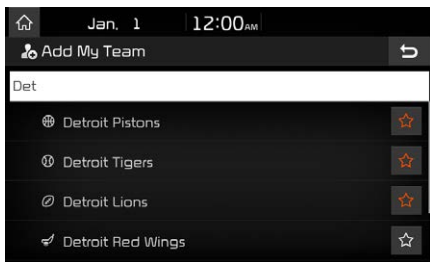 Jan. 1 12:00AM
Add My Team
Det
Detroit Pistons
Detroit Tigers
Detroit Lions
Detroit Red Wings